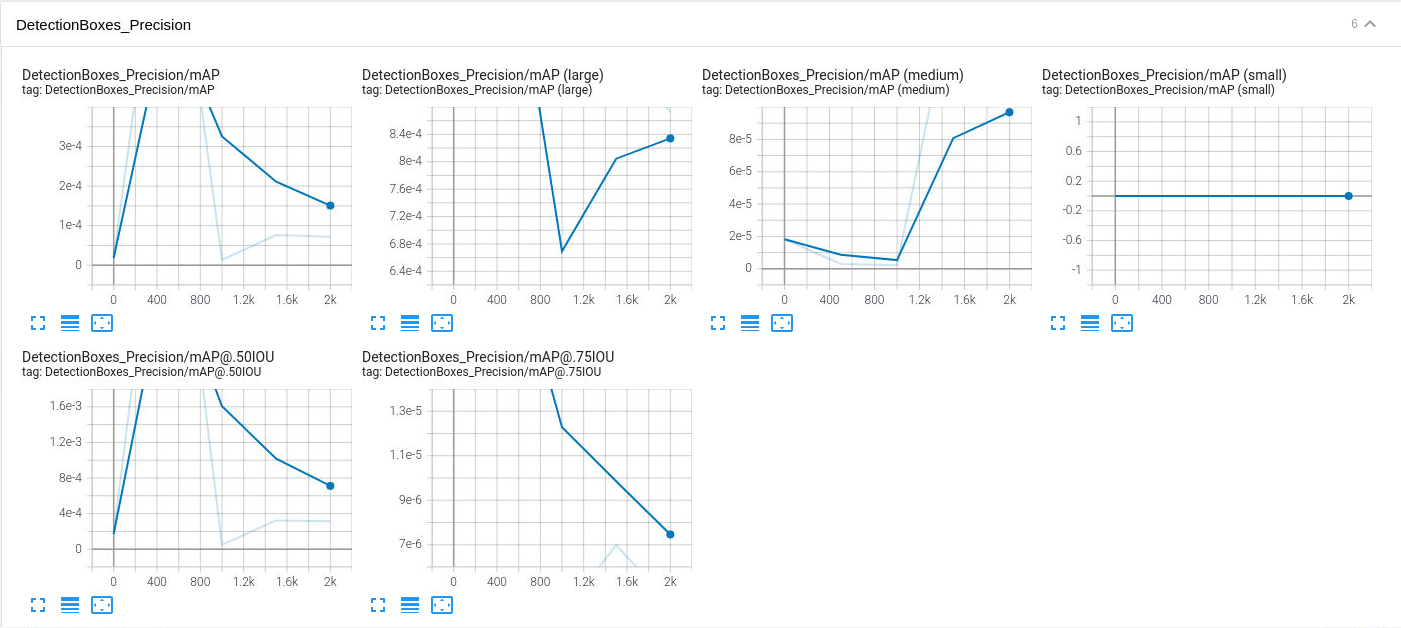 DetectionBoxes_Precision
6
DetectionBoxes_Precision/mAP
tag: DetectionBoxes_Precision/mAP
3e-4
2e-4
1e-4
0
0 400 800 1.2k 1.6k 2k
DetectionBoxes_Precision/mAP (large)
tag: DetectionBoxes_Precision/mAP (large)
8.4e-4
8e-4
7.6e-4
7.2e-4
6.8e-4
6.4e-4
0 400 800 1.2k 1.6k 2k
DetectionBoxes_Precision/mAP (medium)
tag: DetectionBoxes_Precision/mAP (medium)
8e-5
6e-5
4e-5
2e-5
0
0 400 800 1.2k 1.6k 2k
DetectionBoxes_Precision/mAP (small)
tag: DetectionBoxes_Precision/mAP (small)
1
0.6
0.2
-0.2
-0.6
-1
0 400 800 1.2k 1.6k 2k
DetectionBoxes_Precision/mAP@.50IOU
tag: DetectionBoxes_Precision/mAP@.50IOU
1.6e-3
1.2e-3
8e-4
4e-4
0
0 400 800 1.2k 1.6k 2k
DetectionBoxes_Precision/mAP@.75IOU
tag: DetectionBoxes_Precision/mAP@.75IOU
1.3e-5
1.1e-5
9e-6
7e-6
0 400 800 1.2k 1.6k 2k